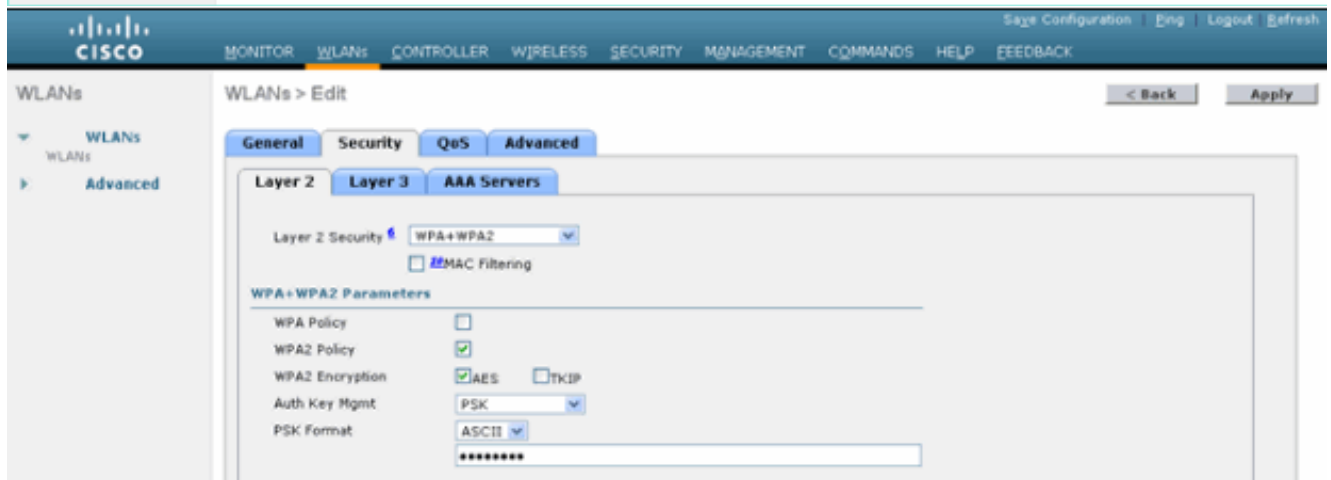 Save Configuration | Ping | Logout | Refresh
CISCO
MONITOR WLANs CONTROLLER WIRELESS SECURITY MANAGEMENT COMMANDS HELP FEEDBACK
WLANs
WLANs > Edit
< Back
Apply
WLANs
WLANs
Advanced
General Security QoS Advanced
Layer 2 Layer 3 AAA Servers
Layer 2 Security 6 WPA+WPA2
MAC Filtering
WPA+WPA2 Parameters
WPA Policy
WPA2 Policy
WPA2 Encryption AES TKIP
Auth Key Mgmt PSK
PSK Format ASCII
••••••••